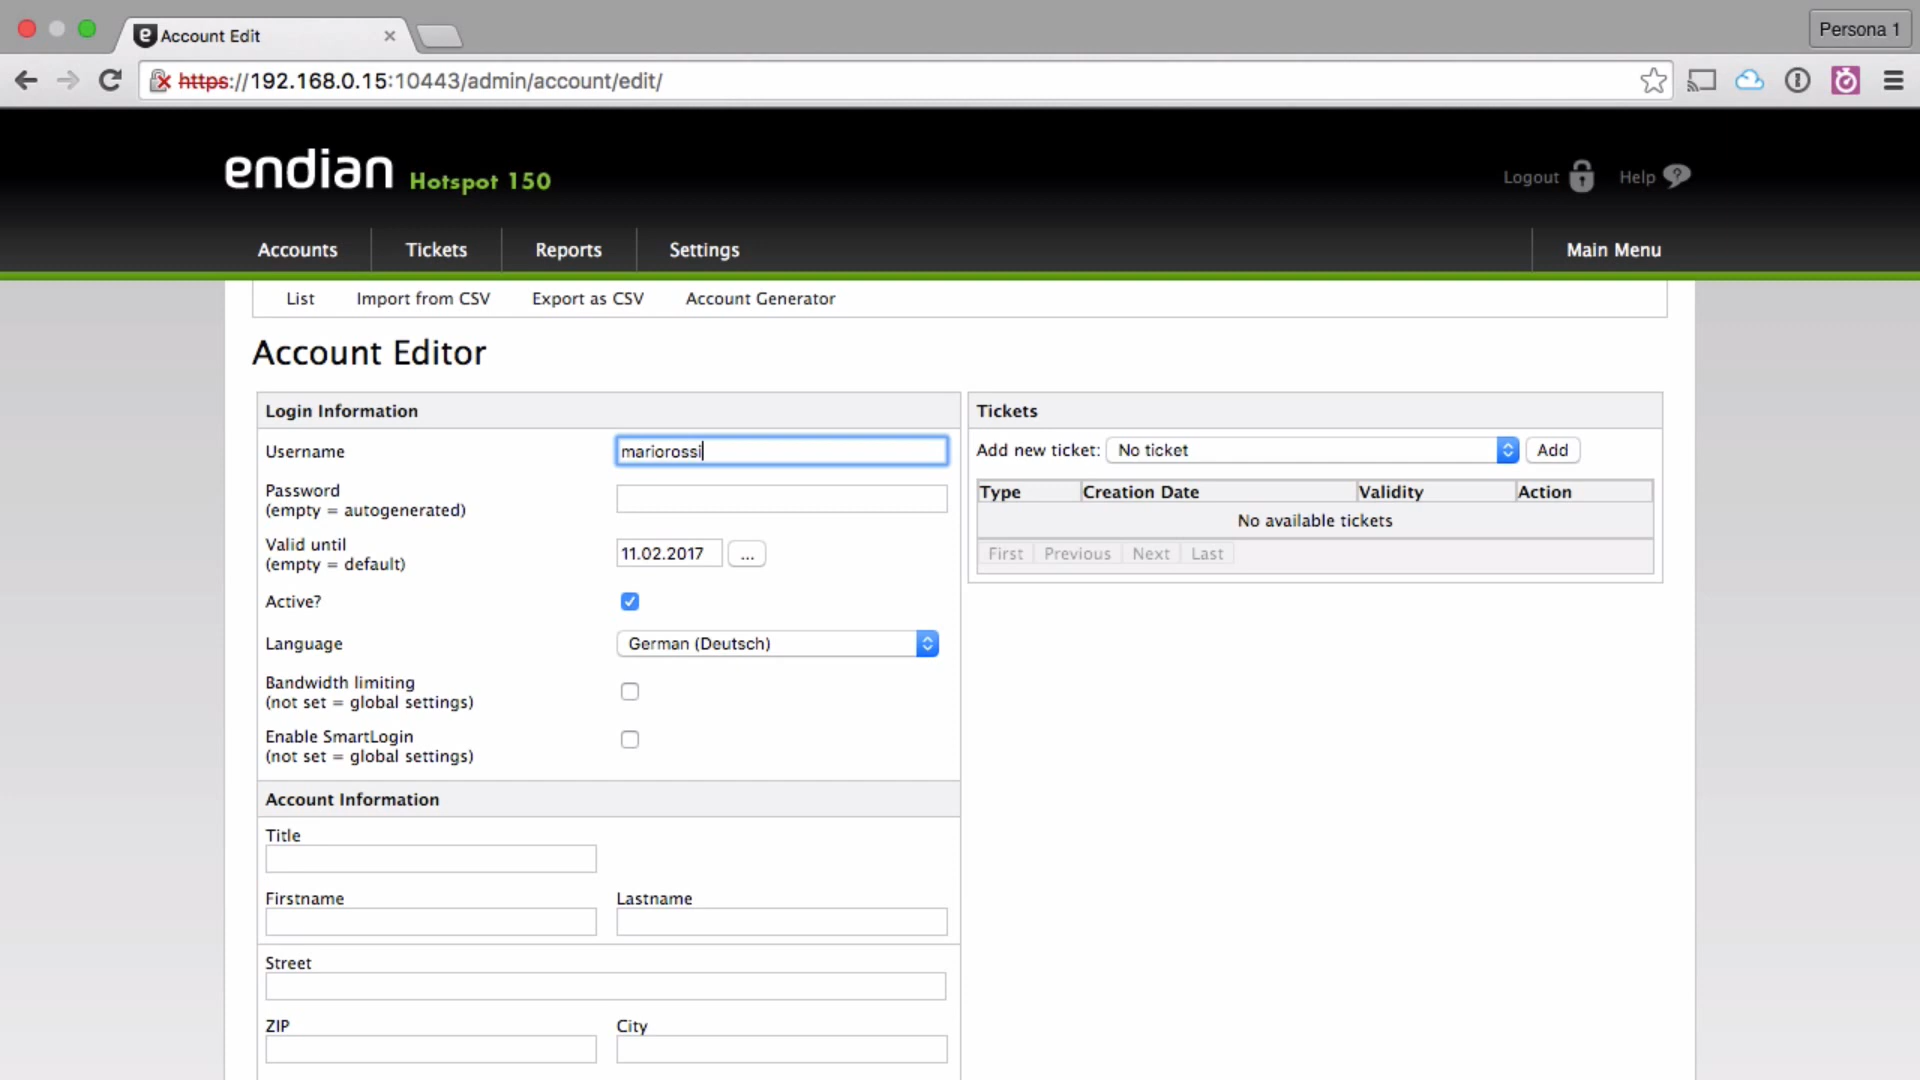 Account Edit
Persona 1
https://192.168.0.15:10443/admin/account/edit/
endian Hotspot 150
Logout Help
Accounts Tickets Reports Settings Main Menu
List Import from CSV Export as CSV Account Generator
Account Editor
Login Information
Username mariorossi
Password
(empty = autogenerated)
Valid until
(empty = default)
11.02.2017 ...
Active?
Language German (Deutsch)
Bandwidth limiting
(not set = global settings)
Enable SmartLogin
(not set = global settings)
Account Information
Title
Firstname Lastname
Street
ZIP City
Tickets
Add new ticket: No ticket Add
Type Creation Date Validity Action
No available tickets
First Previous Next Last